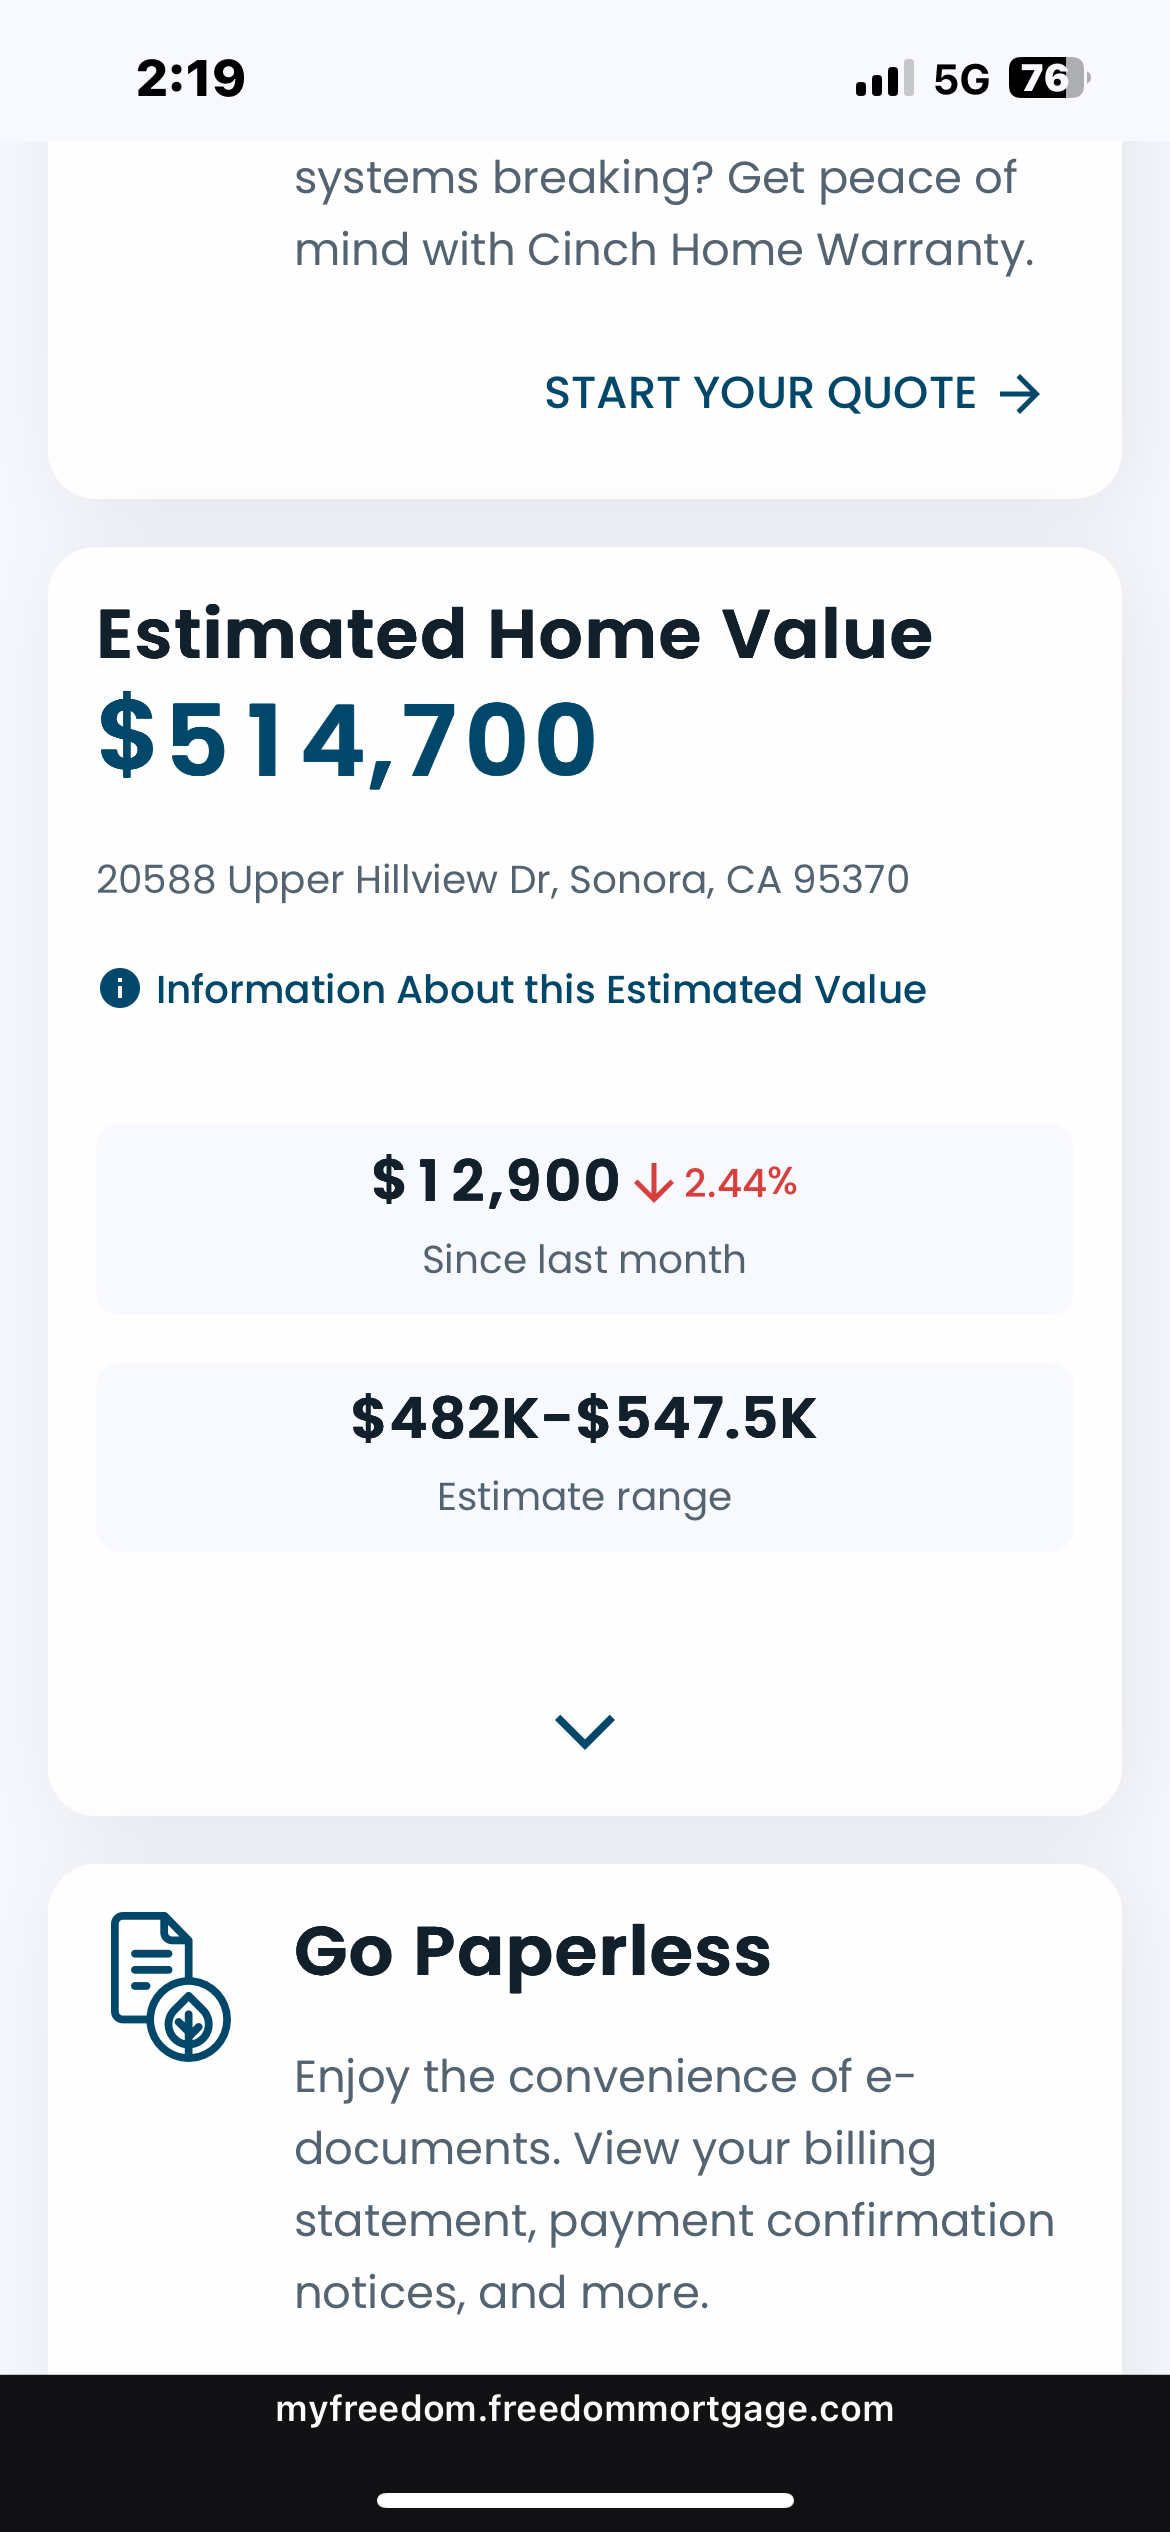 2:19 5G 76
systems breaking? Get peace of
mind with Cinch Home Warranty.
START YOUR QUOTE →
Estimated Home Value
$514,700
20588 Upper Hillview Dr, Sonora, CA 95370
i Information About this Estimated Value
$12,900 ↓ 2.44%
Since last month
$482K-$547.5K
Estimate range
Go Paperless
Enjoy the convenience of e-
documents. View your billing
statement, payment confirmation
notices, and more.
myfreedom.freedommortgage.com